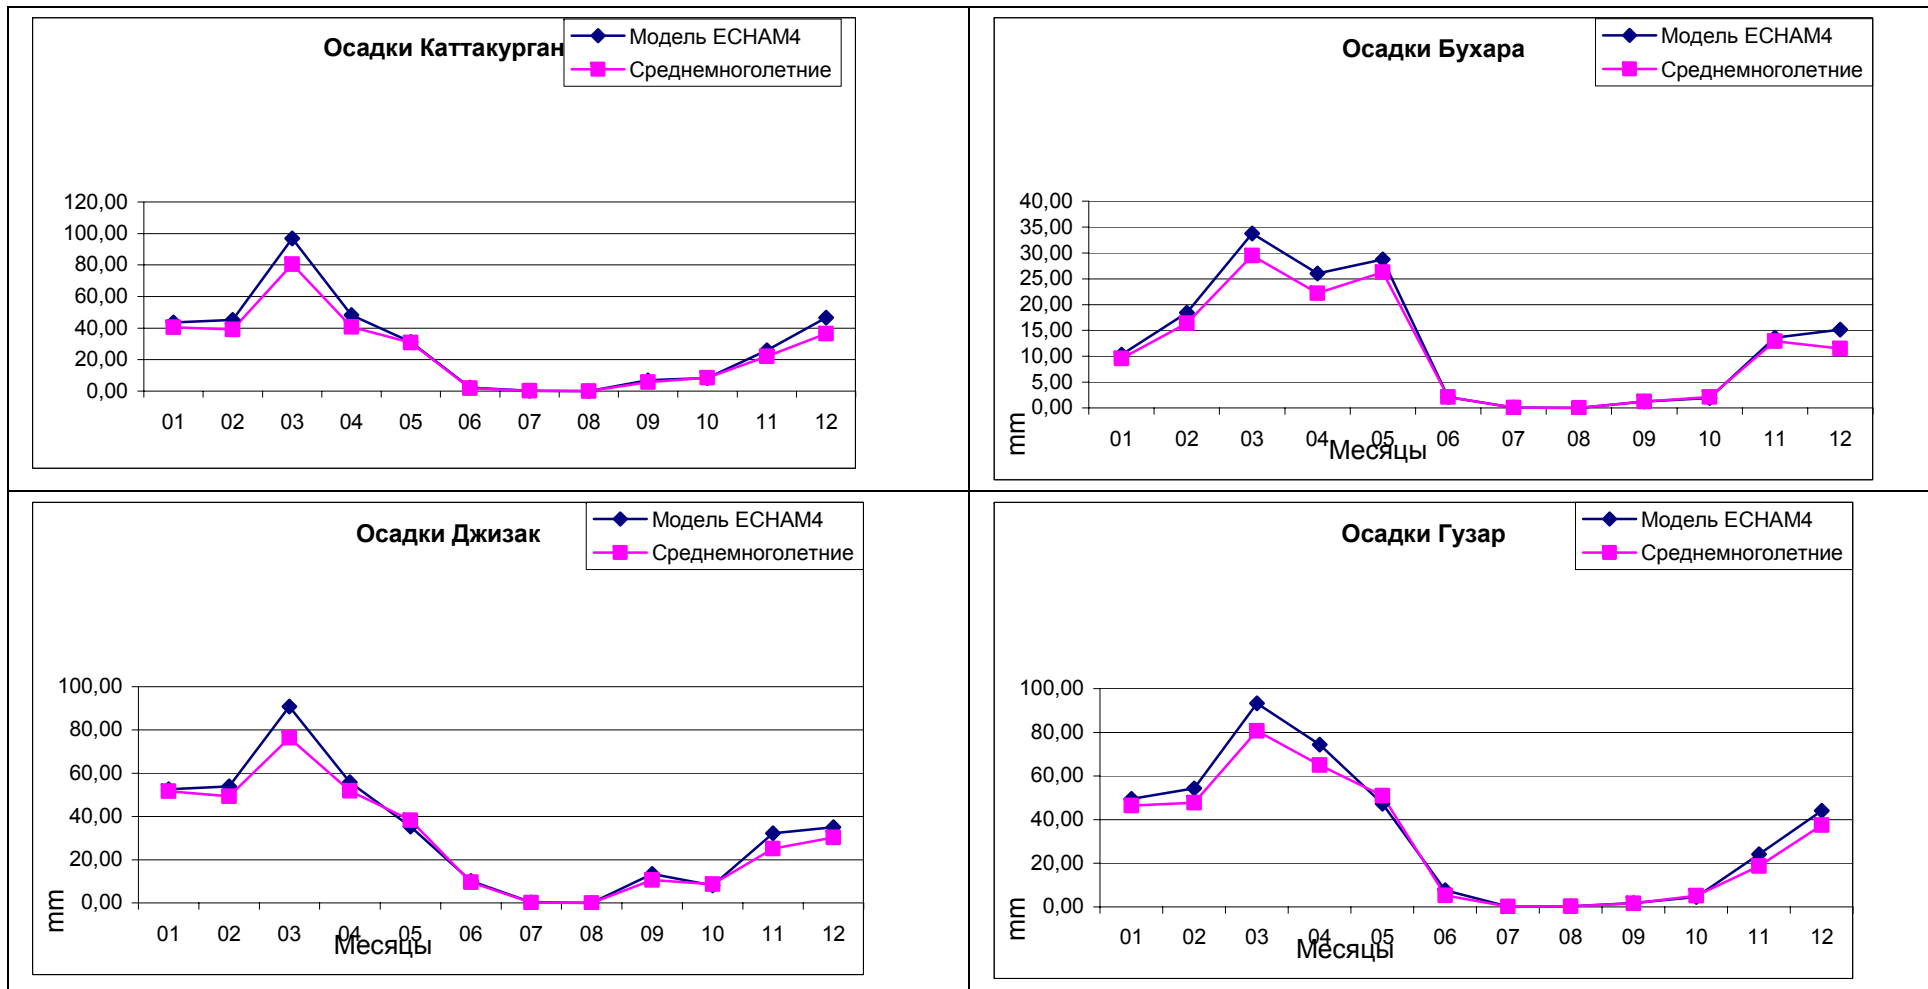 Осадки Каттакурган
Модель ECHAM4
Среднемноголетние
120,00
100,00
80,00
60,00
40,00
20,00
0,00
01 02 03 04 05 06 07 08 09 10 11 12
Осадки Бухара
Модель ECHAM4
Среднемноголетние
40,00
35,00
30,00
25,00
20,00
15,00
10,00
5,00
0,00
mm
01 02 03 04 05 06 07 08 09 10 11 12
Месяцы
Осадки Джизак
Модель ECHAM4
Среднемноголетние
100,00
80,00
60,00
40,00
20,00
0,00
mm
01 02 03 04 05 06 07 08 09 10 11 12
Месяцы
Осадки Гузар
Модель ECHAM4
Среднемноголетние
100,00
80,00
60,00
40,00
20,00
0,00
mm
01 02 03 04 05 06 07 08 09 10 11 12
Месяцы